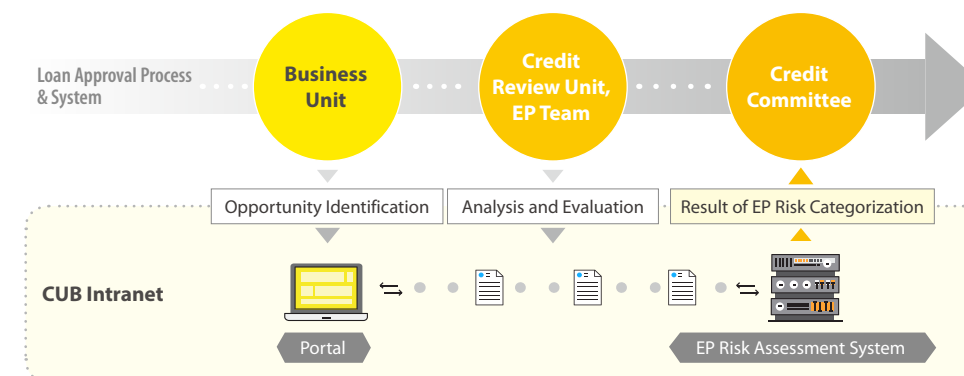 Loan Approval Process
& System
Business
Unit
Credit
Review Unit,
EP Team
Credit
Committee
Opportunity Identification
Analysis and Evaluation
Result of EP Risk Categorization
CUB Intranet
Portal
EP Risk Assessment System